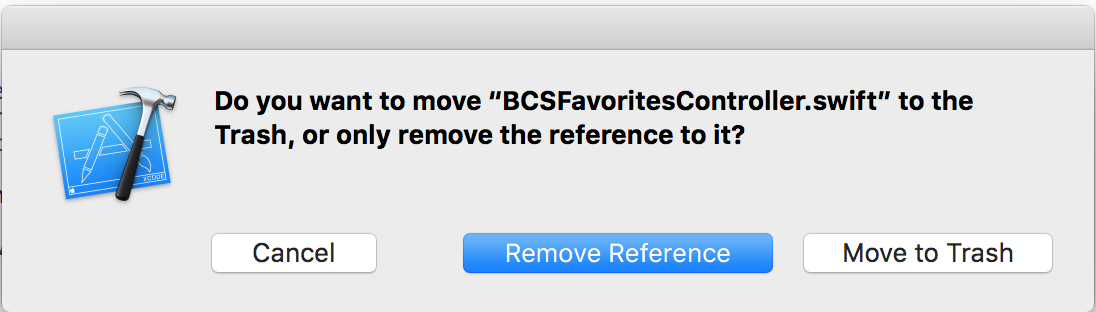 Do you want to move “BCSFavoritesController.swift” to the
Trash, or only remove the reference to it?
XCODE
Cancel
Remove Reference
Move to Trash